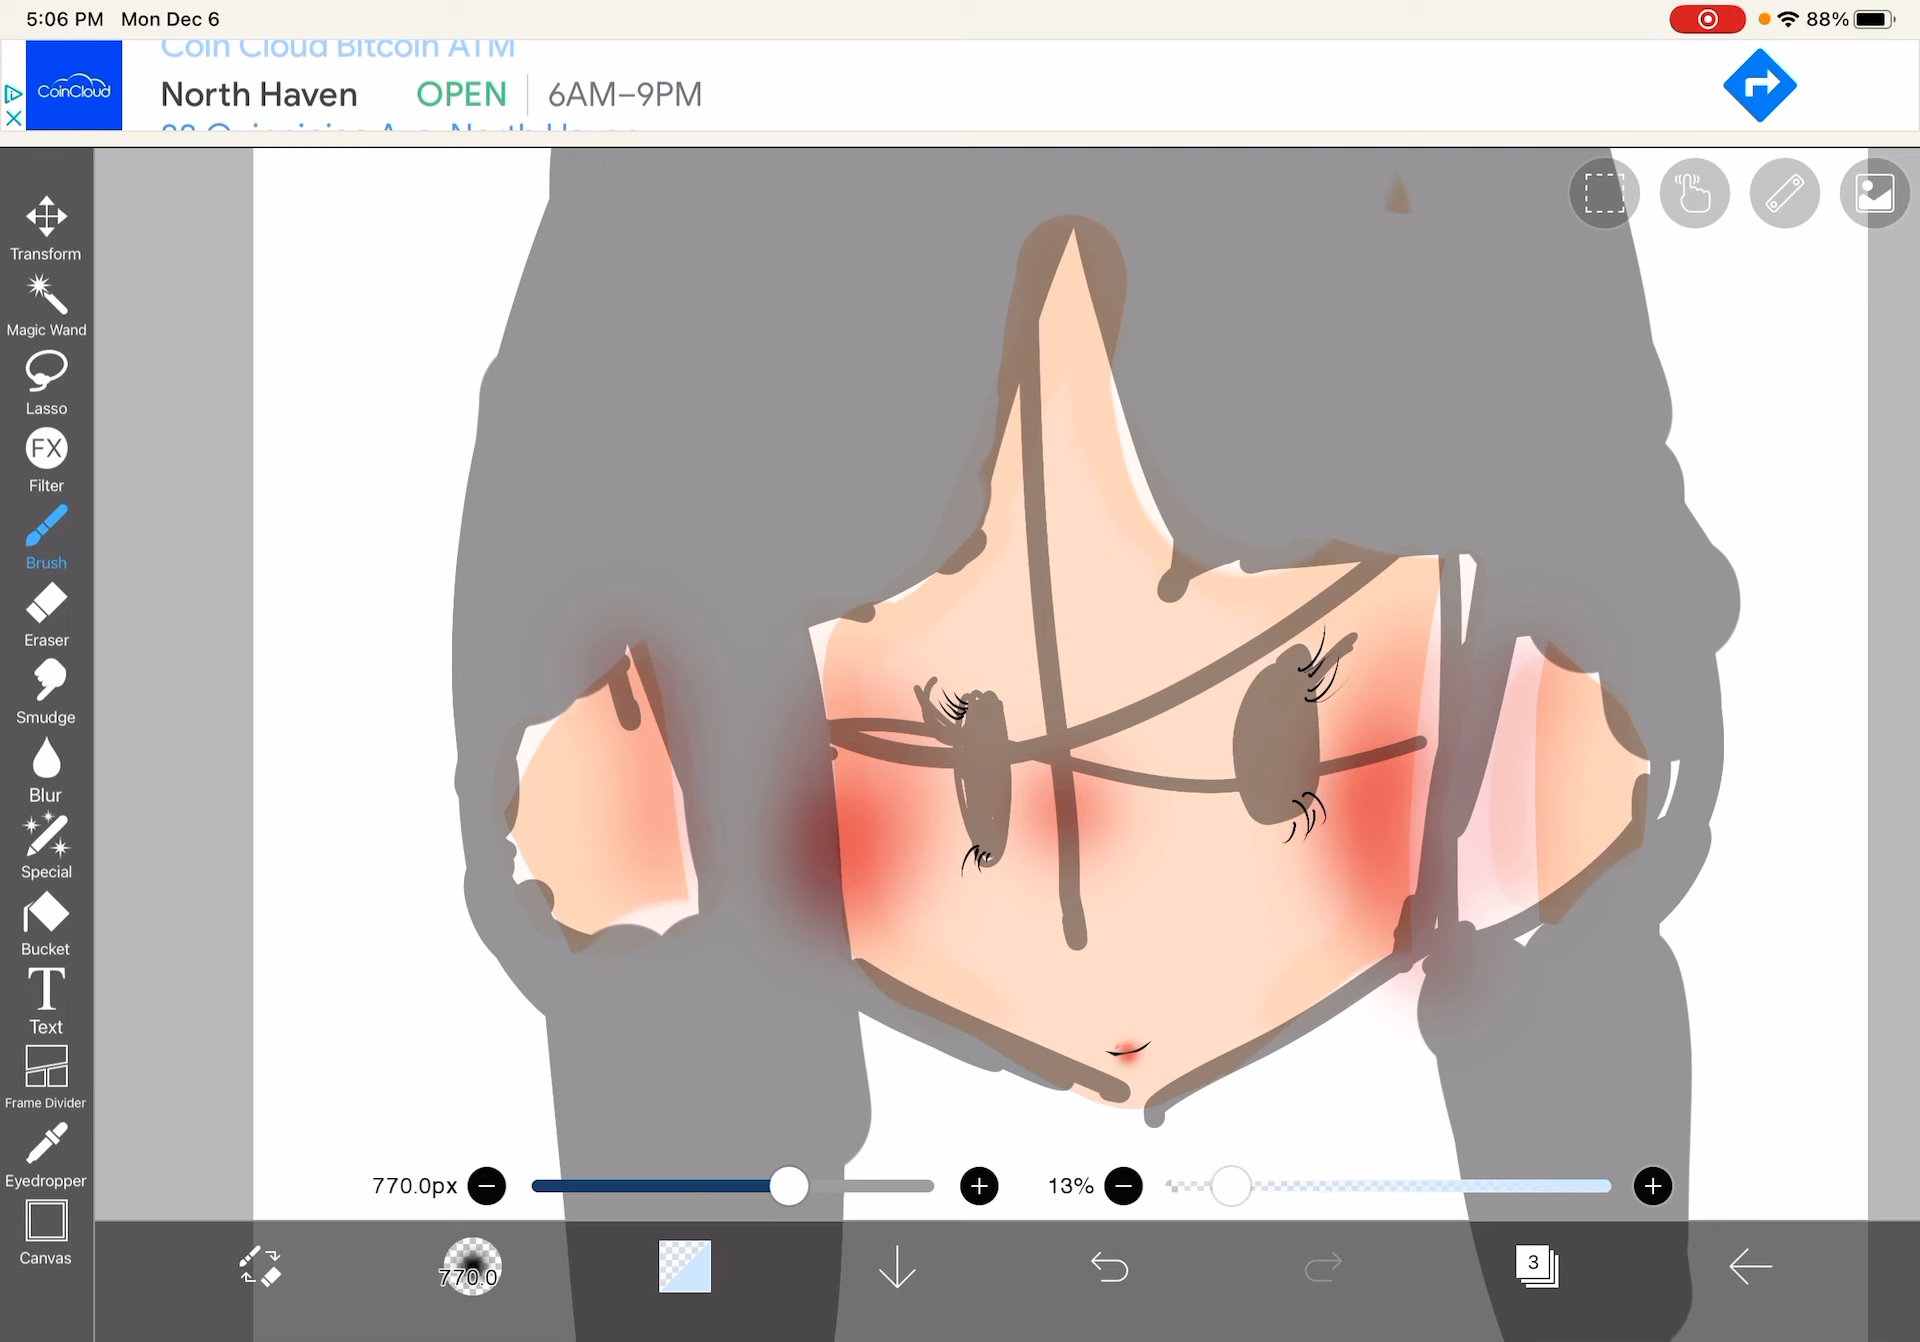 5:06 PM Mon Dec 6
88%
Coin Cloud Bitcoin ATM
CoinCloud
North Haven OPEN 6AM–9PM
Transform
Magic Wand
Lasso
FX
Filter
Brush
Eraser
Smudge
Blur
Special
Bucket
T
Text
Frame Divider
Eyedropper
Canvas
770.0px
13%
770.0
3